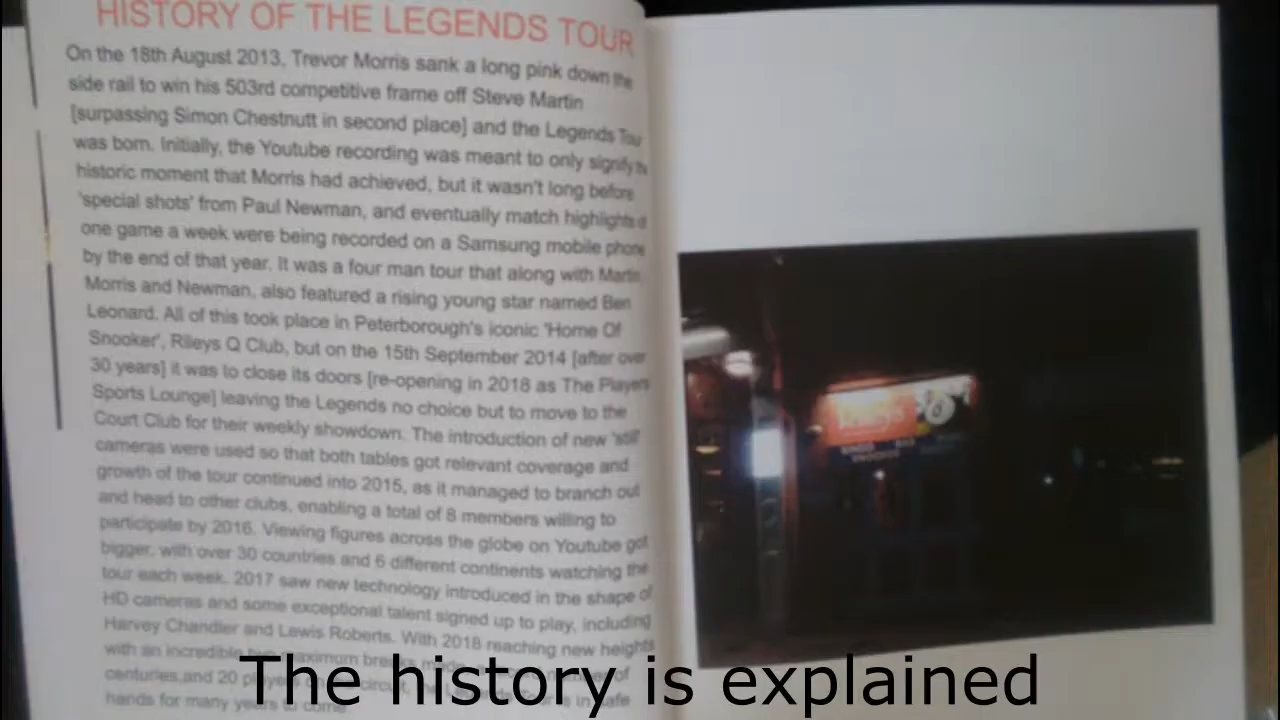 HISTORY OF THE LEGENDS TOUR
On the 18th August 2013, Trevor Morris sank a long pink down the
side rail to win his 503rd competitive frame off Steve Martin
[surpassing Simon Chestnutt in second place] and the Legends Tour
was born. Initially, the Youtube recording was meant to only signify the
historic moment that Morris had achieved, but it wasn't long before
'special shots' from Paul Newman, and eventually match highlights of
one game a week were being recorded on a Samsung mobile phone
by the end of that year. It was a four man tour that along with Martin
Morris and Newman, also featured a rising young star named Ben
Leonard. All of this took place in Peterborough's iconic 'Home Of
Snooker', Rileys Q Club, but on the 15th September 2014 [after over
30 years] it was to close its doors [re-opening in 2018 as The Players
Sports Lounge] leaving the Legends no choice but to move to the
Court Club for their weekly showdown. The introduction of new 'still'
cameras were used so that both tables got relevant coverage and
growth of the tour continued into 2015, as it managed to branch out
and head to other clubs, enabling a total of 8 members willing to
participate by 2016. Viewing figures across the globe on Youtube got
bigger, with over 30 countries and 6 different continents watching the
tour each week. 2017 saw new technology introduced in the shape of
HD cameras and some exceptional talent signed up to play, including
Harvey Chandler and Lewis Roberts. With 2018 reaching new heights
with an incredible two maximum breaks made of
centuries and 20 players circuit, in safe
hands for many years to come.
The history is explained